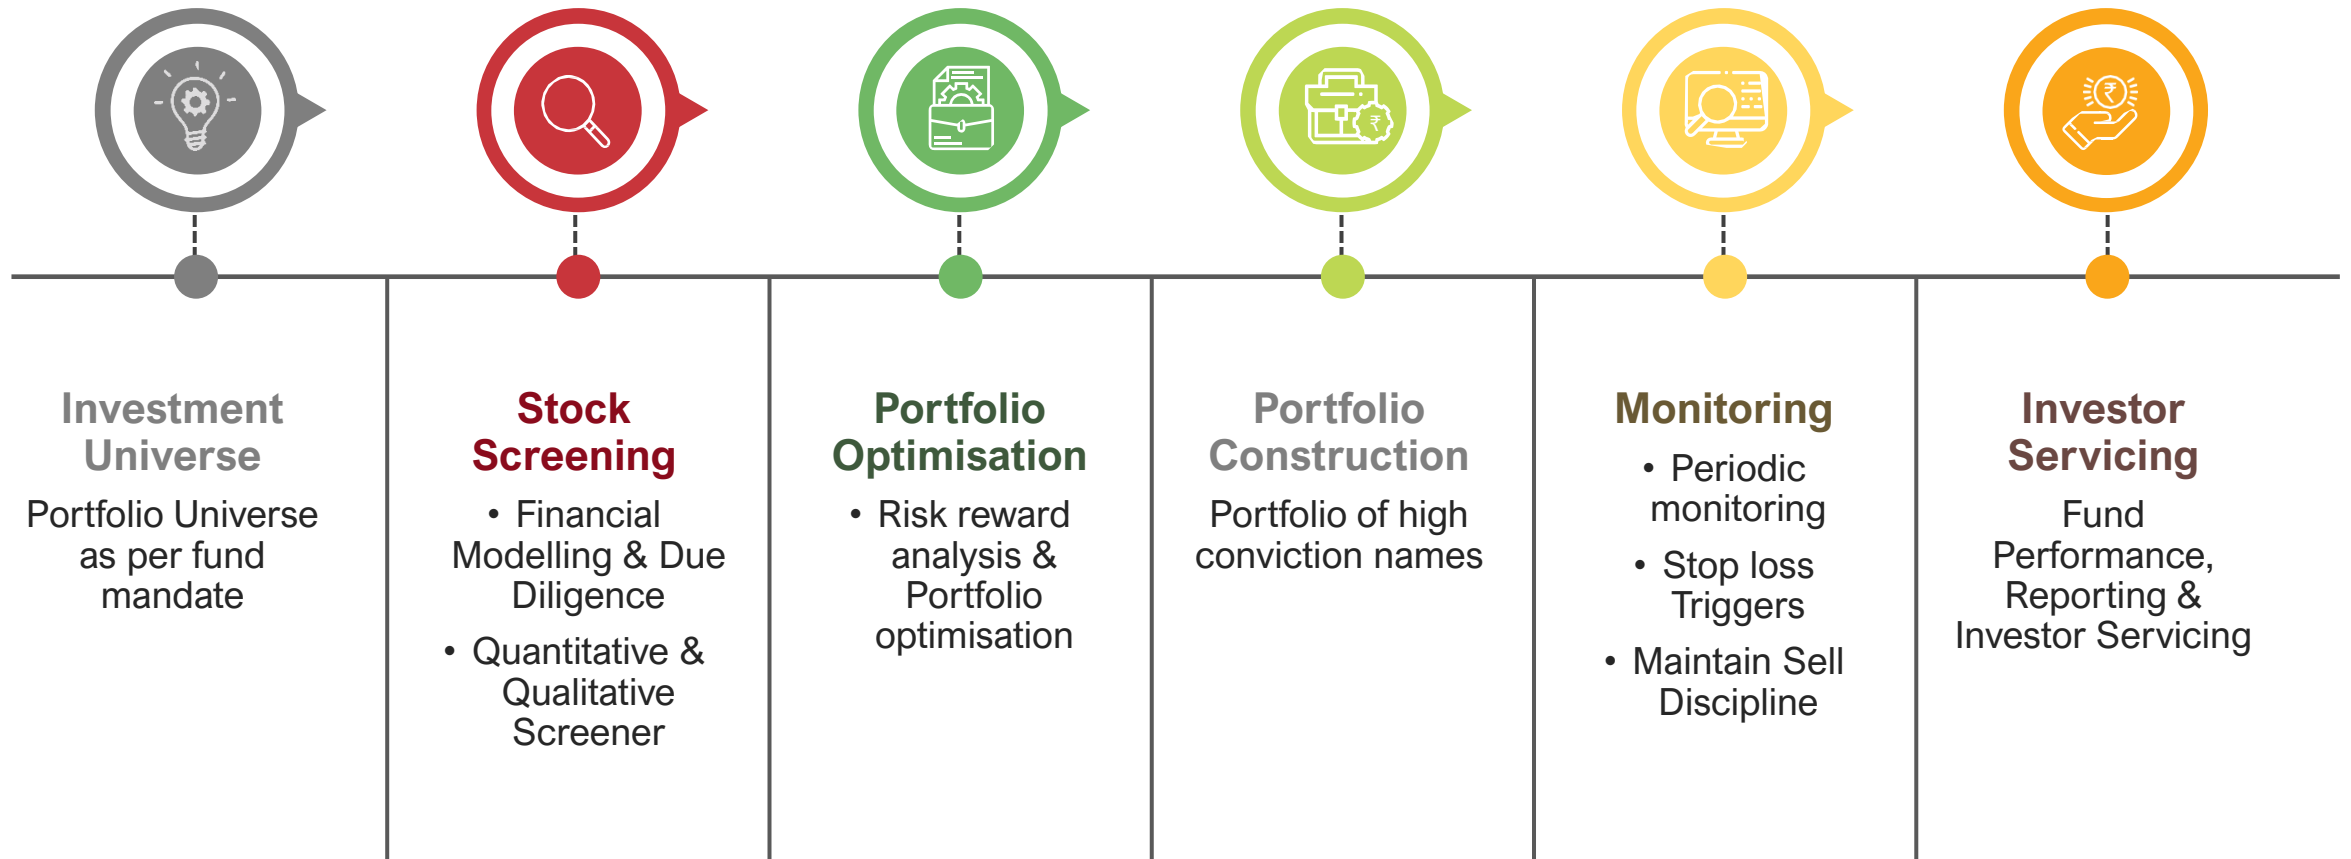 Investment
Universe
Portfolio Universe
as per fund
mandate
Stock
Screening
• Financial
Modelling & Due
Diligence
• Quantitative &
Qualitative
Screener
Portfolio
Optimisation
• Risk reward
analysis &
Portfolio
optimisation
Portfolio
Construction
Portfolio of high
conviction names
₹
Monitoring
• Periodic
monitoring
• Stop loss
Triggers
• Maintain Sell
Discipline
₹
Investor
Servicing
Fund
Performance,
Reporting &
Investor Servicing